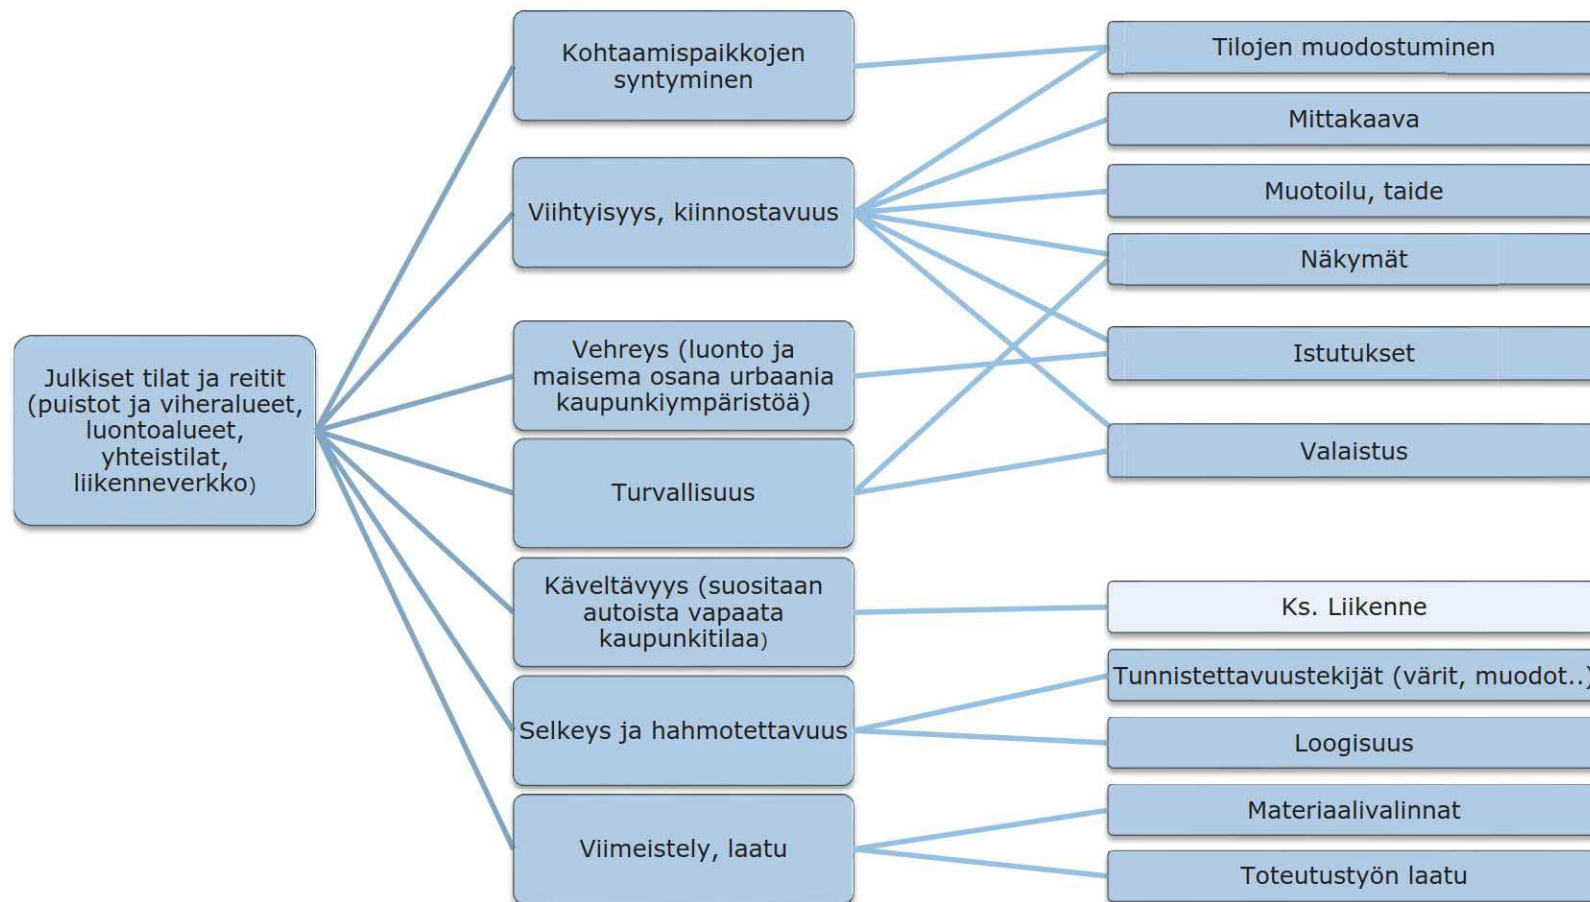 Julkiset tilat ja reitit
(puistot ja viheralueet,
luontoalueet,
yhteistilat,
liikenneverkko)
Kohtaamispaikkojen
syntyminen
Viihtyisyys, kiinnostavuus
Vehreys (luonto ja
maisema osana urbaania
kaupunkiympäristöä)
Turvallisuus
Käveltävyys (suositaan
autoista vapaata
kaupunkitilaa)
Selkeys ja hahmotettavuus
Viimeistely, laatu
Tilojen muodostuminen
Mittakaava
Muotoilu, taide
Näkymät
Istutukset
Valaistus
Ks. Liikenne
Tunnistettavuustekijät (värit, muodot..)
Loogisuus
Materiaalivalinnat
Toteutustyön laatu